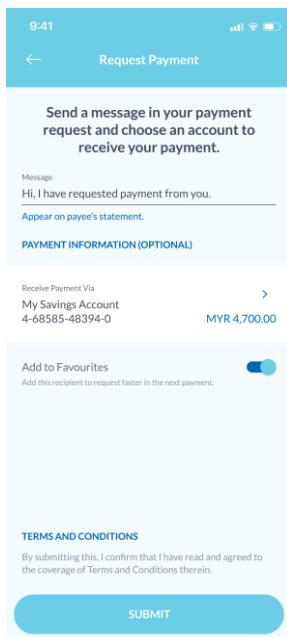 9:41
Request Payment
Send a message in your payment
request and choose an account to
receive your payment.
Message
Hi, I have requested payment from you.
Appear on payee's statement.
PAYMENT INFORMATION (OPTIONAL)
Receive Payment Via
My Savings Account
4-68585-48394-0 MYR 4,700.00
Add to Favourites
Add this recipient to request faster in the next payment.
TERMS AND CONDITIONS
By submitting this, I confirm that I have read and agreed to
the coverage of Terms and Conditions therein.
SUBMIT